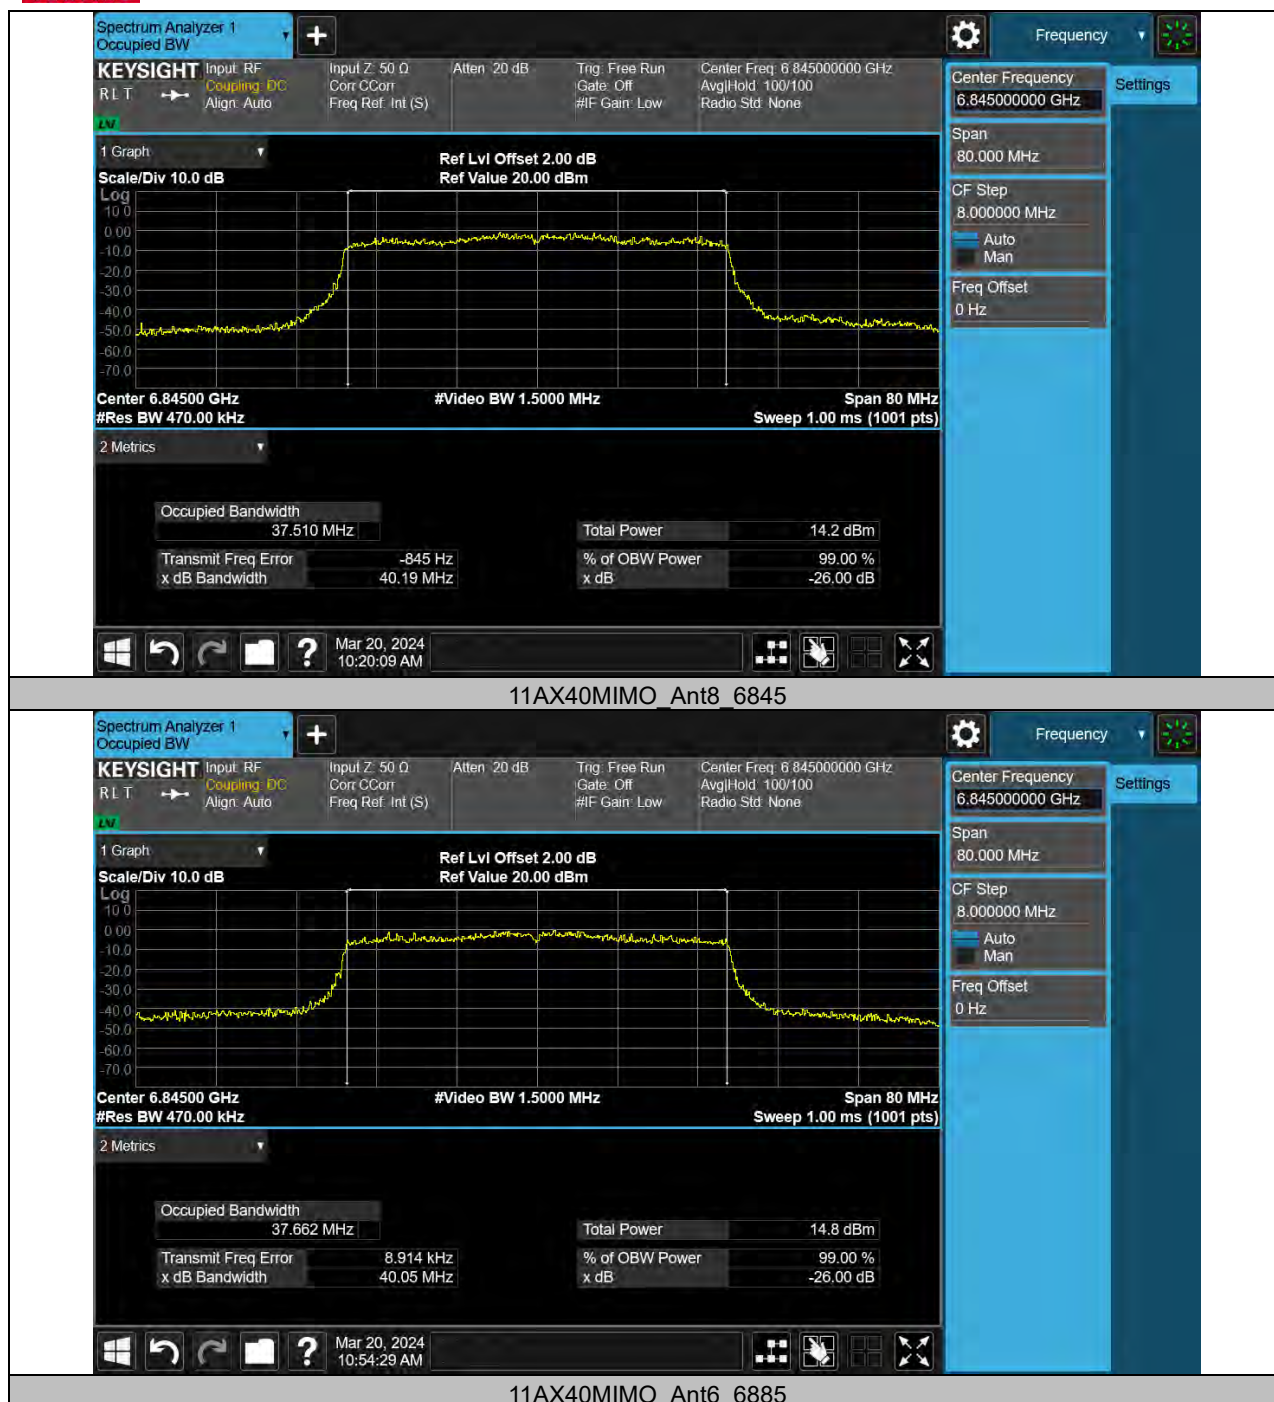 Spectrum Analyzer 1
Occupied BW
Frequency
KEYSIGHT
Input: RF
Coupling: DC
Align: Auto
Input Z: 50 Ω
Corr CCorr
Freq Ref: Int (S)
Atten: 20 dB
Trig: Free Run
Gate: Off
#IF Gain: Low
Center Freq: 6.845000000 GHz
Avg|Hold: 100/100
Radio Std: None
R L T
LNI
Center Frequency
6.845000000 GHz
Settings
Span
80.000 MHz
CF Step
8.000000 MHz
Auto
Man
Freq Offset
0 Hz
1 Graph
Scale/Div 10.0 dB
Ref Lvl Offset 2.00 dB
Ref Value 20.00 dBm
Log
10.0
0.00
-10.0
-20.0
-30.0
-40.0
-50.0
-60.0
-70.0
Center 6.84500 GHz
#Video BW 1.5000 MHz
Span 80 MHz
#Res BW 470.00 kHz
Sweep 1.00 ms (1001 pts)
2 Metrics
Occupied Bandwidth
37.510 MHz
Total Power 14.2 dBm
Transmit Freq Error -845 Hz
% of OBW Power 99.00 %
x dB Bandwidth 40.19 MHz
x dB -26.00 dB
?
Mar 20, 2024
10:20:09 AM
11AX40MIMO_Ant8_6845
Spectrum Analyzer 1
Occupied BW
Frequency
KEYSIGHT
Input: RF
Coupling: DC
Align: Auto
Input Z: 50 Ω
Corr CCorr
Freq Ref: Int (S)
Atten: 20 dB
Trig: Free Run
Gate: Off
#IF Gain: Low
Center Freq: 6.845000000 GHz
Avg|Hold: 100/100
Radio Std: None
R L T
LNI
Center Frequency
6.845000000 GHz
Settings
Span
80.000 MHz
CF Step
8.000000 MHz
Auto
Man
Freq Offset
0 Hz
1 Graph
Scale/Div 10.0 dB
Ref Lvl Offset 2.00 dB
Ref Value 20.00 dBm
Log
10.0
0.00
-10.0
-20.0
-30.0
-40.0
-50.0
-60.0
-70.0
Center 6.84500 GHz
#Video BW 1.5000 MHz
Span 80 MHz
#Res BW 470.00 kHz
Sweep 1.00 ms (1001 pts)
2 Metrics
Occupied Bandwidth
37.662 MHz
Total Power 14.8 dBm
Transmit Freq Error 8.914 kHz
% of OBW Power 99.00 %
x dB Bandwidth 40.05 MHz
x dB -26.00 dB
?
Mar 20, 2024
10:54:29 AM
11AX40MIMO_Ant6_6885